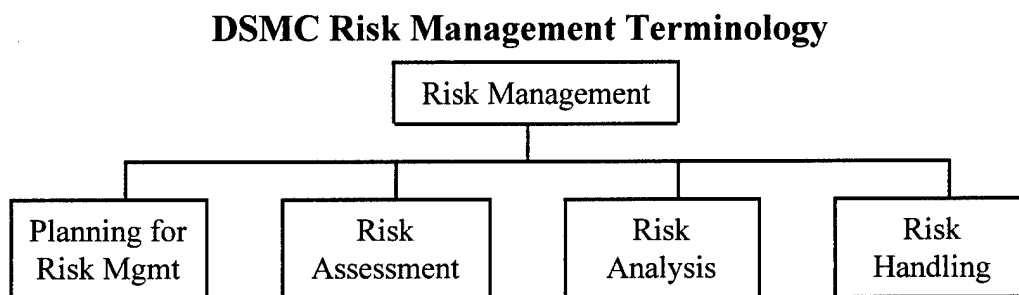 DSMC Risk Management Terminology
Risk Management
Planning for
Risk Mgmt
Risk
Assessment
Risk
Analysis
Risk
Handling